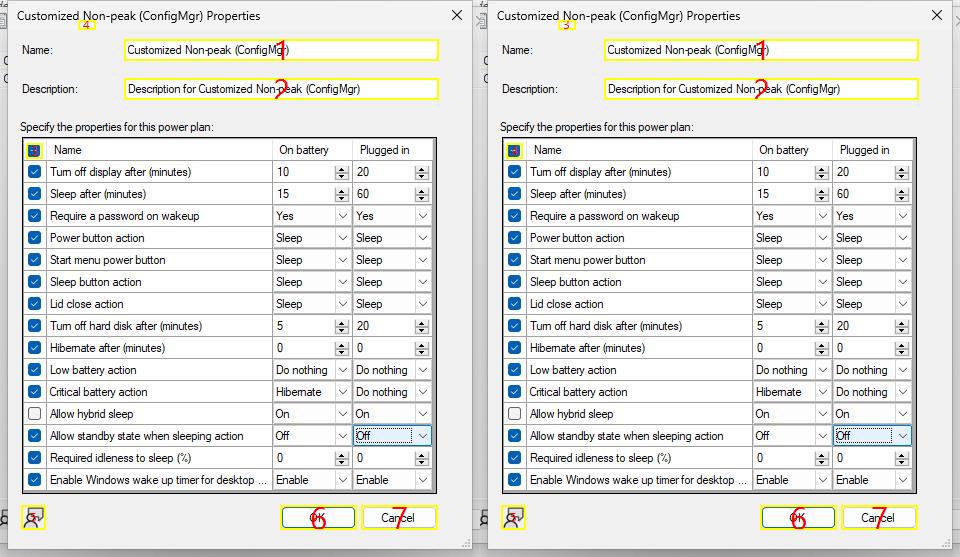 Customized Non-peak (ConfigMgr) Properties
4
Name: Customized Non-peak (ConfigMgr) 1
Description: Description for Customized Non-peak (ConfigMgr) 2
Specify the properties for this power plan:
Name On battery Plugged in
Turn off display after (minutes) 10 20
Sleep after (minutes) 15 60
Require a password on wakeup Yes Yes
Power button action Sleep Sleep
Start menu power button Sleep Sleep
Sleep button action Sleep Sleep
Lid close action Sleep Sleep
Turn off hard disk after (minutes) 5 20
Hibernate after (minutes) 0 0
Low battery action Do nothing Do nothing
Critical battery action Hibernate Do nothing
Allow hybrid sleep On On
Allow standby state when sleeping action Off Off
Required idleness to sleep (%) 0 0
Enable Windows wake up timer for desktop ... Enable Enable
OK 6 Cancel 7
Customized Non-peak (ConfigMgr) Properties
3
Name: Customized Non-peak (ConfigMgr) 1
Description: Description for Customized Non-peak (ConfigMgr) 2
Specify the properties for this power plan:
Name On battery Plugged in
Turn off display after (minutes) 10 20
Sleep after (minutes) 15 60
Require a password on wakeup Yes Yes
Power button action Sleep Sleep
Start menu power button Sleep Sleep
Sleep button action Sleep Sleep
Lid close action Sleep Sleep
Turn off hard disk after (minutes) 5 20
Hibernate after (minutes) 0 0
Low battery action Do nothing Do nothing
Critical battery action Hibernate Do nothing
Allow hybrid sleep On On
Allow standby state when sleeping action Off Off
Required idleness to sleep (%) 0 0
Enable Windows wake up timer for desktop ... Enable Enable
OK 6 Cancel 7